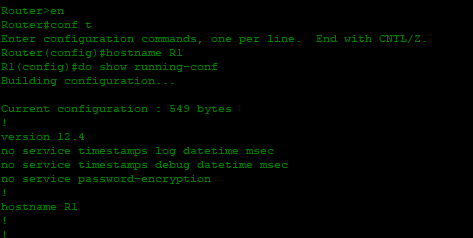 Router>en
Router#conf t
Enter configuration commands, one per line.  End with CNTL/Z.
Router(config)#hostname R1
R1(config)#do show running-conf
Building configuration...
Current configuration : 549 bytes
!
version 12.4
no service timestamps log datetime msec
no service timestamps debug datetime msec
no service password-encryption
!
hostname R1
!
!